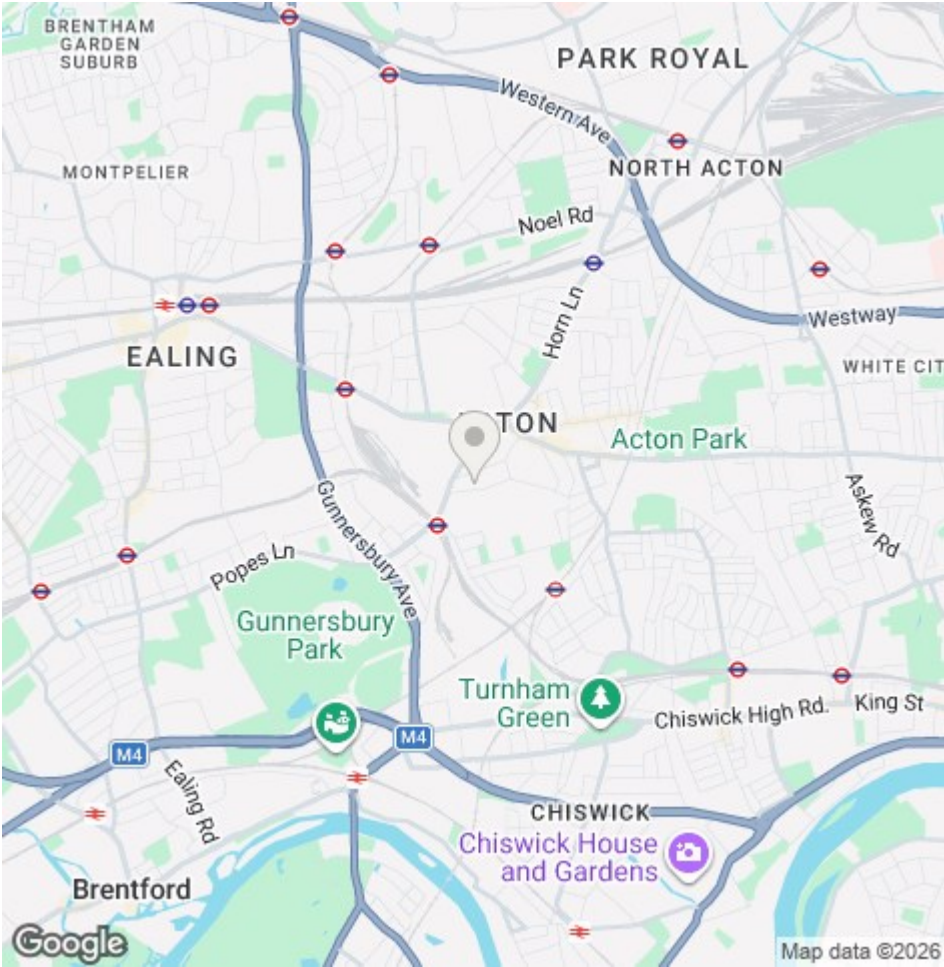 BRENTHAM
GARDEN
SUBURB
PARK ROYAL
Western Ave
MONTPELIER
NORTH ACTON
Noel Rd
Horn Ln
Westway
EALING
WHITE CIT
TON
Acton Park
Askew Rd
Gunnersbury Ave
Popes Ln
Gunnersbury
Park
Turnham
Green
Chiswick High Rd.
King St
M4
M4
Ealing Rd
CHISWICK
Chiswick House
and Gardens
Brentford
Google
Map data ©2026